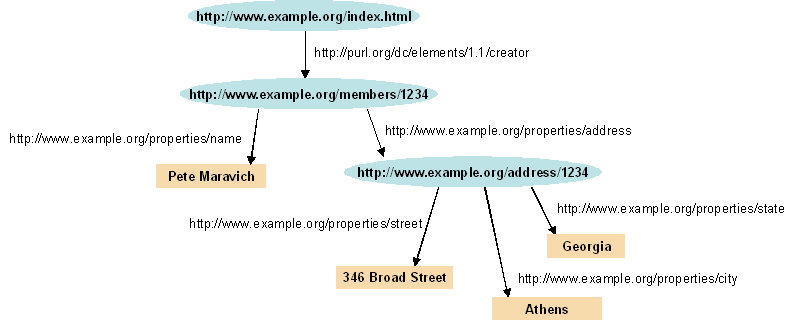 http://www.example.org/index.html
http://purl.org/dc/elements/1.1/creator
http://www.example.org/members/1234
http://www.example.org/properties/name
http://www.example.org/properties/address
Pete Maravich
http://www.example.org/address/1234
http://www.example.org/properties/street
http://www.example.org/properties/state
Georgia
346 Broad Street
http://www.example.org/properties/city
Athens